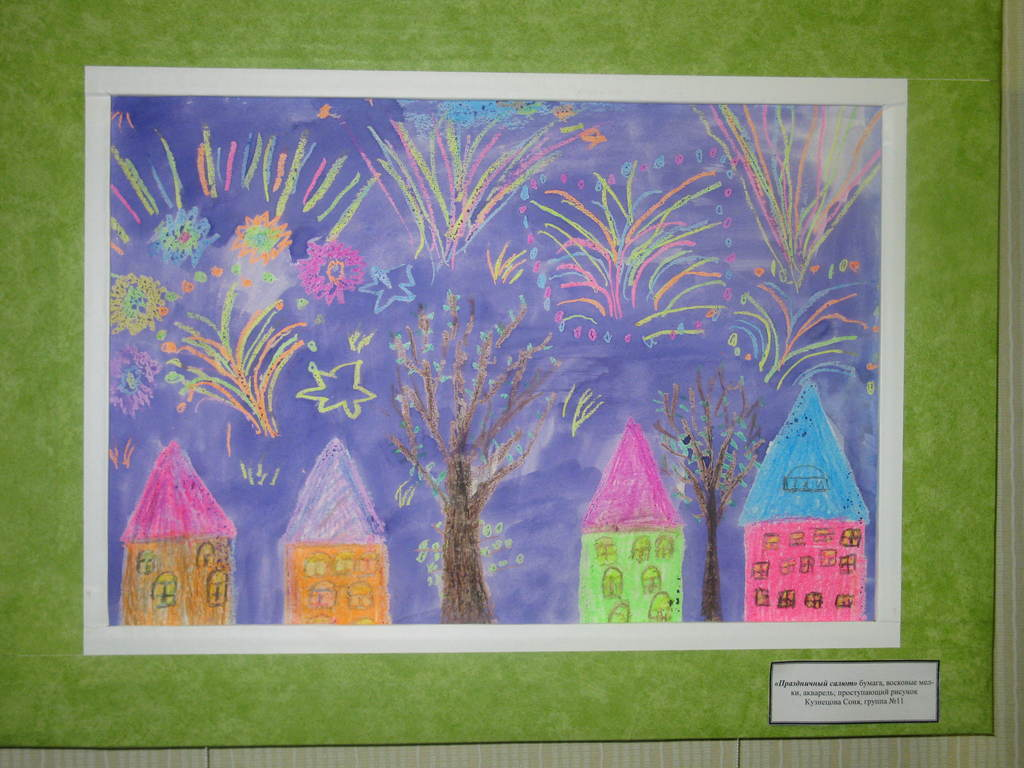 «Праздничный салют» бумага, восковые мел-
ки, акварель, проступающий рисунок
Кузнецова Соня, группа №11